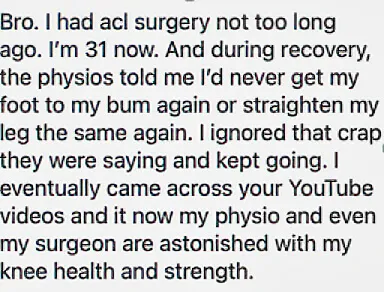 Bro. I had acl surgery not too long
ago. I'm 31 now. And during recovery,
the physios told me I'd never get my
foot to my bum again or straighten my
leg the same again. I ignored that crap
they were saying and kept going. I
eventually came across your YouTube
videos and it now my physio and even
my surgeon are astonished with my
knee health and strength.